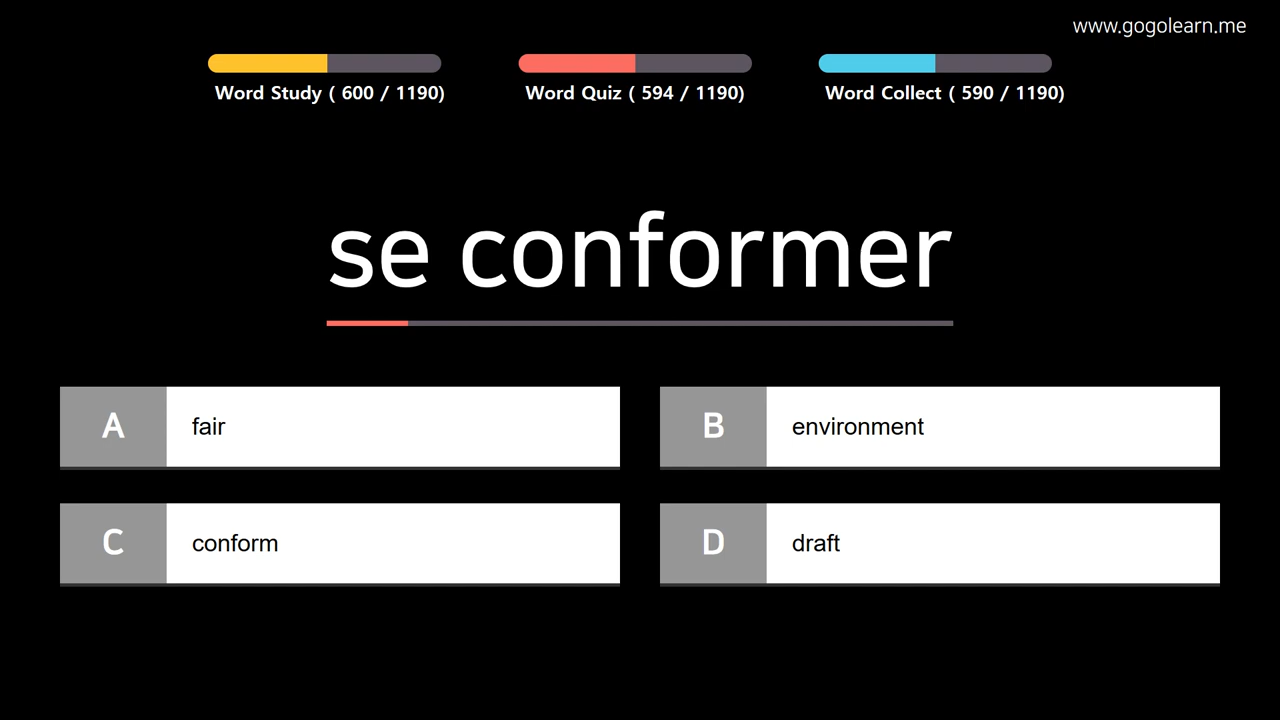 www.gogolearn.me
Word Study ( 600 / 1190)
Word Quiz ( 594 / 1190)
Word Collect ( 590 / 1190)
se conformer
A fair
B environment
C conform
D draft